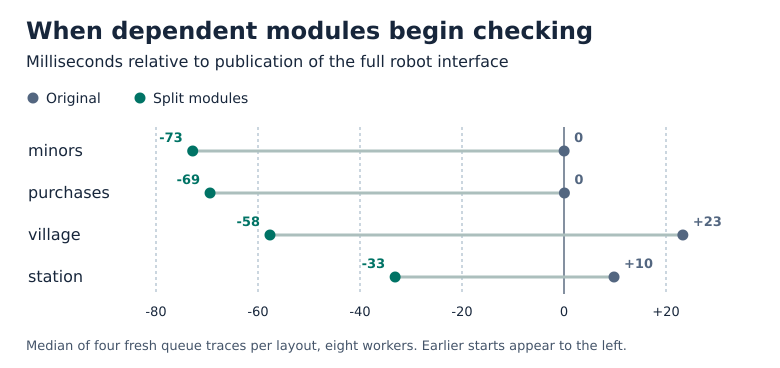 When dependent modules begin checking
Milliseconds relative to publication of the full robot interface
Original Split modules
minors -73 0
purchases -69 0
village -58 +23
station -33 +10
-80 -60 -40 -20 0 +20
Median of four fresh queue traces per layout, eight workers. Earlier starts appear to the left.